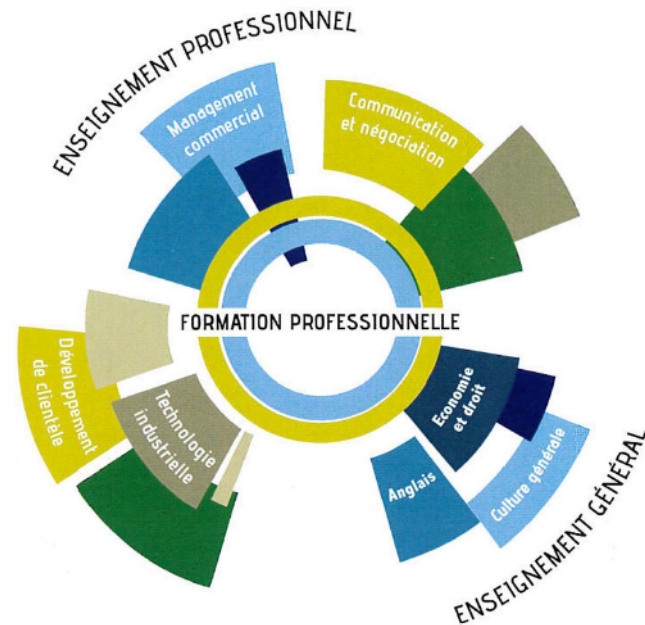 ENSEIGNEMENT PROFESSIONNEL
Management
commercial
Communication
et négociation
FORMATION PROFESSIONNELLE
Développement
de clientèle
Technologie
industrielle
Economie
et droit
Anglais
Culture générale
ENSEIGNEMENT GÉNÉRAL